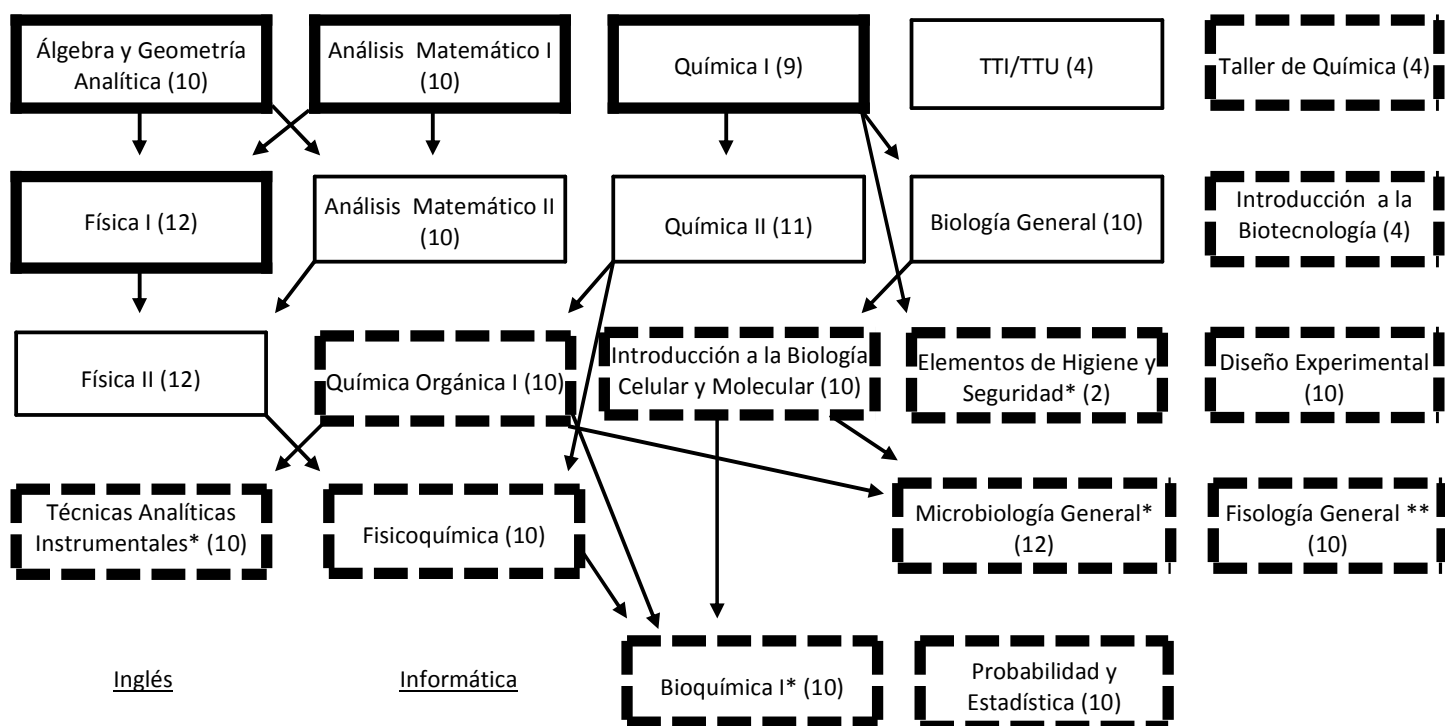 Álgebra y Geometría
Analítica (10)
Análisis Matemático I
(10)
Química I (9)
TTI/TTU (4)
Taller de Química (4)
Física I (12)
Análisis Matemático II
(10)
Química II (11)
Biología General (10)
Introducción a la
Biotecnología (4)
Física II (12)
Química Orgánica I (10)
Introducción a la Biología
Celular y Molecular (10)
Elementos de Higiene y
Seguridad* (2)
Diseño Experimental
(10)
Técnicas Analíticas
Instrumentales* (10)
Fisicoquímica (10)
Microbiología General*
(12)
Fisología General **
(10)
Inglés
Informática
Bioquímica I* (10)
Probabilidad y
Estadística (10)